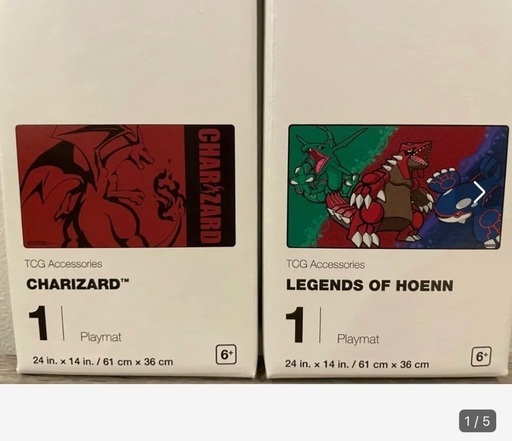 CHARIZARD
TCG Accessories
CHARIZARD™
1
Playmat
24 in. x 14 in. / 61 cm x 36 cm
6+
TCG Accessories
LEGENDS OF HOENN
1
Playmat
24 in. x 14 in. / 61 cm x 36 cm
6+
1 / 5